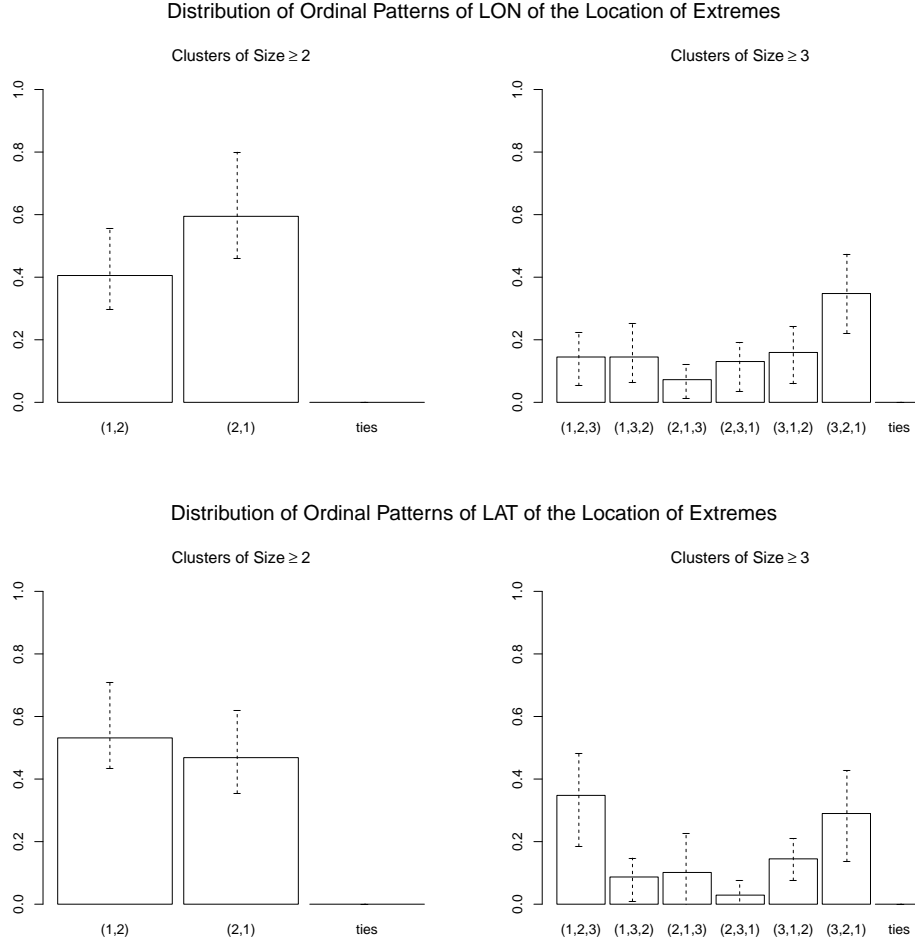 Distribution of Ordinal Patterns of LON of the Location of Extremes
Clusters of Size ≥ 2
1.0
0.8
0.6
0.4
0.2
0.0
(1,2) (2,1) ties
Clusters of Size ≥ 3
1.0
0.8
0.6
0.4
0.2
0.0
(1,2,3) (1,3,2) (2,1,3) (2,3,1) (3,1,2) (3,2,1) ties
Distribution of Ordinal Patterns of LAT of the Location of Extremes
Clusters of Size ≥ 2
1.0
0.8
0.6
0.4
0.2
0.0
(1,2) (2,1) ties
Clusters of Size ≥ 3
1.0
0.8
0.6
0.4
0.2
0.0
(1,2,3) (1,3,2) (2,1,3) (2,3,1) (3,1,2) (3,2,1) ties